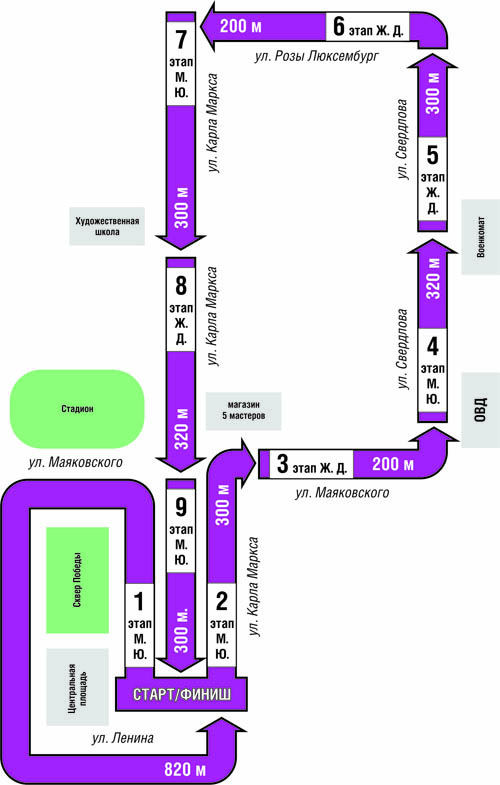 200 м
6 этап Ж. Д.
ул. Розы Люксембург
7
этап
М.
Ю.
ул. Карла Маркса
300 м
ул. Свердлова
300 м
5
этап
Ж.
Д.
Военкомат
Художественная
школа
8
этап
Ж.
Д.
ул. Карла Маркса
320 м
ул. Свердлова
320 м
4
этап
М.
Ю.
ОВД
Стадион
магазин
5 мастеров
ул. Маяковского
3 этап Ж. Д.
200 м
ул. Маяковского
9
этап
М.
Ю.
300 м.
300 м
ул. Карла Маркса
Сквер Победы
1
этап
М.
Ю.
2
этап
М.
Ю.
Центральная
площадь
СТАРТ/ФИНИШ
ул. Ленина
820 м